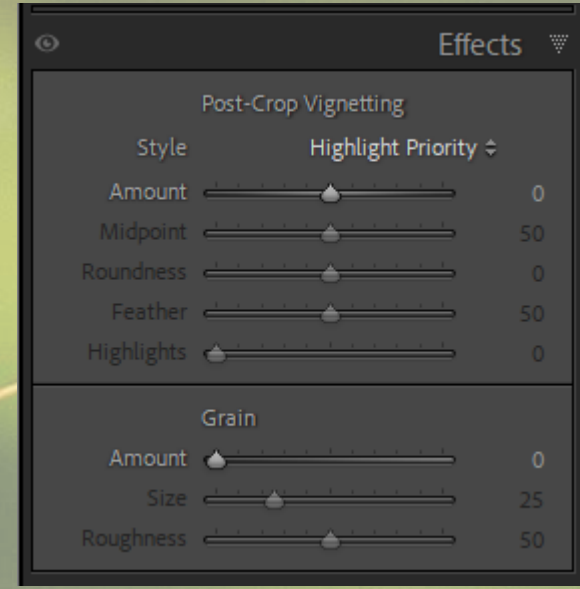 Effects
Post-Crop Vignetting
Style Highlight Priority
Amount 0
Midpoint 50
Roundness 0
Feather 50
Highlights 0
Grain
Amount 0
Size 25
Roughness 50